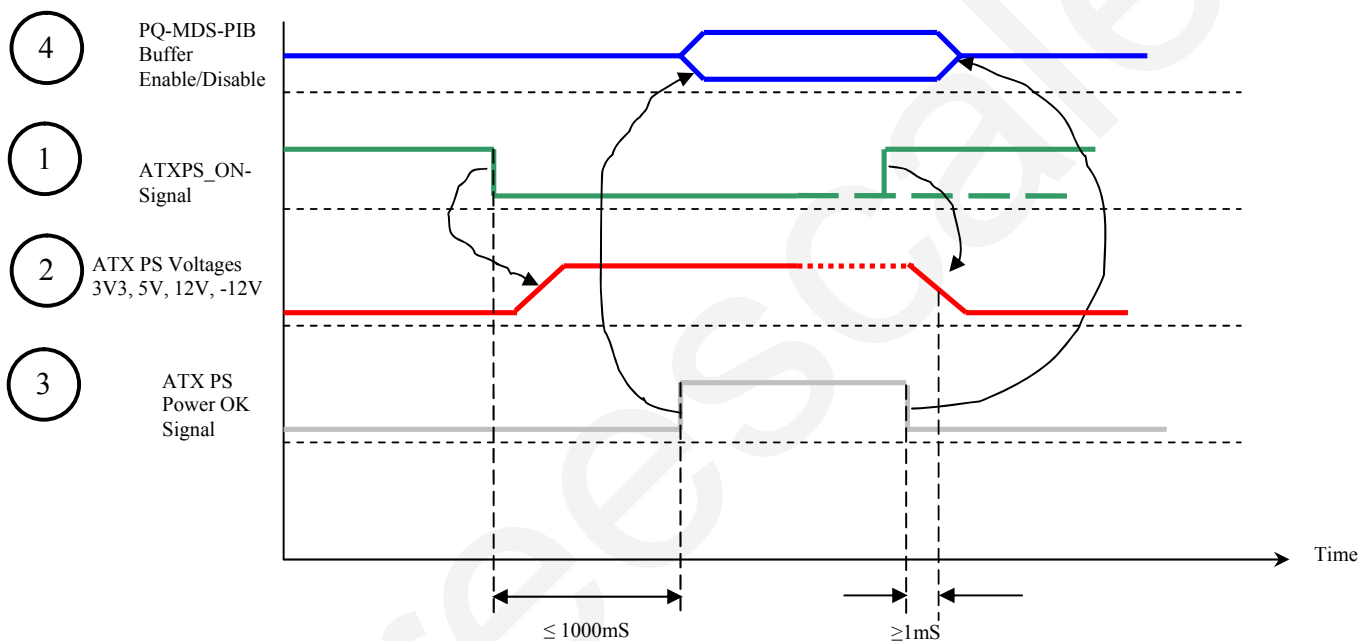 4
PQ-MDS-PIB
Buffer
Enable/Disable
1
ATXPS_ON-
Signal
2
ATX PS Voltages
3V3, 5V, 12V, -12V
3
ATX PS
Power OK
Signal
Time
≤ 1000mS
≥1mS
eescale